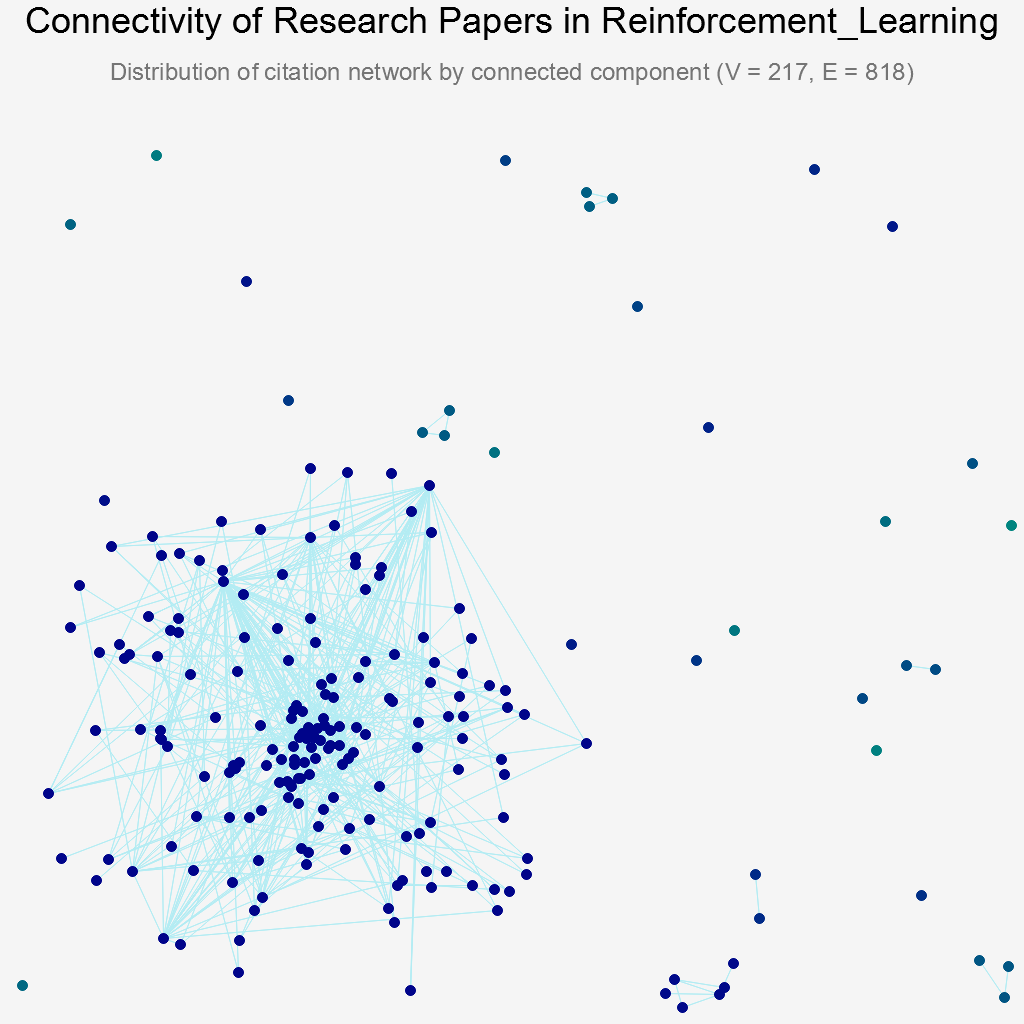 Connectivity of Research Papers in Reinforcement_Learning
Distribution of citation network by connected component (V = 217, E = 818)